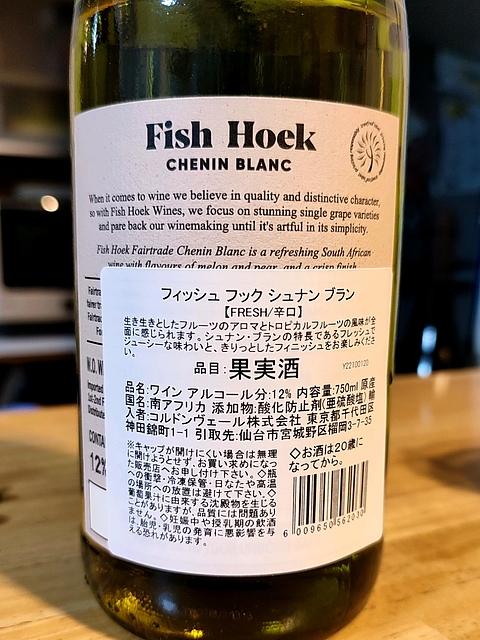 Fish Hoek
CHENIN BLANC
When it comes to wine we believe in quality and distinctive character,
so with Fish Hoek Wines, we focus on stunning single grape varieties
and pare back our winemaking until it's artful in its simplicity.
Fish Hoek Fairtrade Chenin Blanc is a refreshing South African
wine with flavours of melon and pear, and a crisp finish
フィッシュ フック シュナン ブラン
【FRESH/辛口】
生き生きとしたフルーツのアロマとトロピカルフルーツの風味が全
面に感じられます。シュナン・ブランの特長であるフレッシュで
ジューシーな味わいと、きりっとしたフィニッシュをお楽しみくださ
い。
品目:果実酒
Y22100120
品名:ワイン アルコール分:12% 内容量:750ml 原産
国名:南アフリカ 添加物:酸化防止剤(亜硫酸塩) 輸
入者:コルドンヴェール株式会社 東京都千代田区
神田錦町1-1 引取先:仙台市宮城野区榴岡3-7-35
※キャップが開けにくい場合は無理
に開けようとせず、お買い求めになっ
た販売店へお申し付け下さい。◇瓶
への衝撃・冷凍保管・日なたや高温
の場所への放置は避けて下さい。◇
葡萄果汁に由来する沈殿物を生じる
ことがありますが、品質には問題あり
ません。◇妊娠中や授乳期の飲酒
は、胎児・乳児の発育に悪影響を与
える恐れがあります。
◇お酒は20歳に
なってから。
6 009650 562030
W.O. W
Imported
CONTA
12%